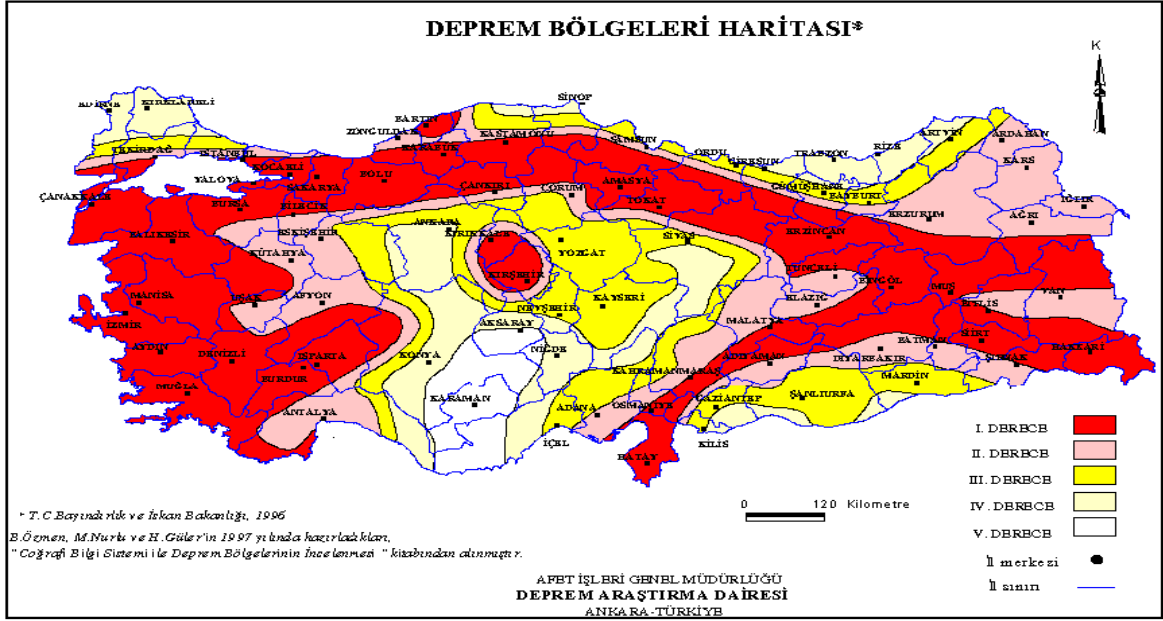 DEPREM BÖLGELERİ HARİTASI*
K
SİNOP
EDİRNE
KIRKLARELİ
BARTIN
ZONGULDAK
KASTAMONU
SAMSUN
ARTVİN
ARDAHAN
TEKİRDAĞ
İSTANBUL
KOCAELİ
KARABÜK
ORDU
GİRESUN
TRABZON
RİZE
KARS
YALOVA
SAKARYA
BOLU
ÇANKIRI
ÇORUM
AMASYA
TOKAT
GÜMÜŞHANE
BAYBURT
ÇANAKKALE
BURSA
BİLECİK
ERZURUM
AĞRI
IĞDIR
BALIKESİR
ESKİŞEHİR
ANKARA
KIRIKKALE
YOZGAT
SİVAS
ERZİNCAN
KÜTAHYA
KIRŞEHİR
TUNCELİ
BİNGÖL
MUŞ
MANİSA
UŞAK
AFYON
NEVŞEHİR
KAYSERİ
ELAZIĞ
BİTLİS
VAN
İZMİR
AKSARAY
MALATYA
SİİRT
AYDIN
DENİZLİ
ISPARTA
KONYA
NİĞDE
ADIYAMAN
DİYARBAKIR
BATMAN
ŞIRNAK
HAKKARİ
MUĞLA
BURDUR
KAHRAMANMARAŞ
MARDİN
ANTALYA
KARAMAN
ADANA
OSMANİYE
GAZİANTEP
ŞANLIURFA
İÇEL
KİLİS
HATAY
I. DERECE
II. DERECE
III. DERECE
IV. DERECE
V. DERECE
İl merkezi
İl sınırı
0 120 Kilometre
* T.C.Bayındırlık ve İskan Bakanlığı, 1996
B.Özmen, M.Nurlu ve H.Güler'in 1997 yılında hazırladıkları,
" Coğrafi Bilgi Sistemi ile Deprem Bölgelerinin İncelenmesi " kitabından alınmıştır.
AFET İŞLERİ GENEL MÜDÜRLÜĞÜ
DEPREM ARAŞTIRMA DAİRESİ
ANKARA-TÜRKİYE